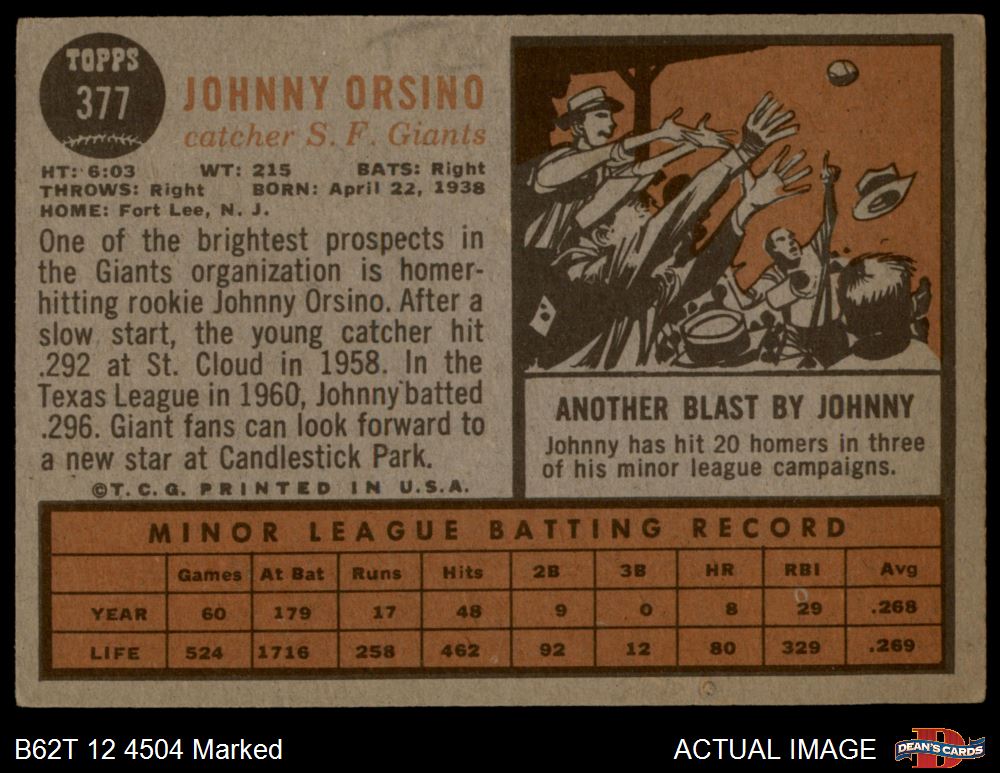 TOPPS
377
JOHNNY ORSINO
catcher S. F. Giants
HT: 6:03 WT: 215 BATS: Right
THROWS: Right BORN: April 22, 1938
HOME: Fort Lee, N. J.
One of the brightest prospects in
the Giants organization is homer-
hitting rookie Johnny Orsino. After a
slow start, the young catcher hit
.292 at St. Cloud in 1958. In the
Texas League in 1960, Johnny batted
.296. Giant fans can look forward to
a new star at Candlestick Park.
©T. C. G. PRINTED IN U.S.A.
ANOTHER BLAST BY JOHNNY
Johnny has hit 20 homers in three
of his minor league campaigns.
MINOR LEAGUE BATTING RECORD
Games At Bat Runs Hits 2B 3B HR RBI Avg
YEAR 60 179 17 48 9 0 8 29 .268
LIFE 524 1716 258 462 92 12 80 329 .269
B62T 12 4504 Marked
ACTUAL IMAGE
DEAN'S CARDS